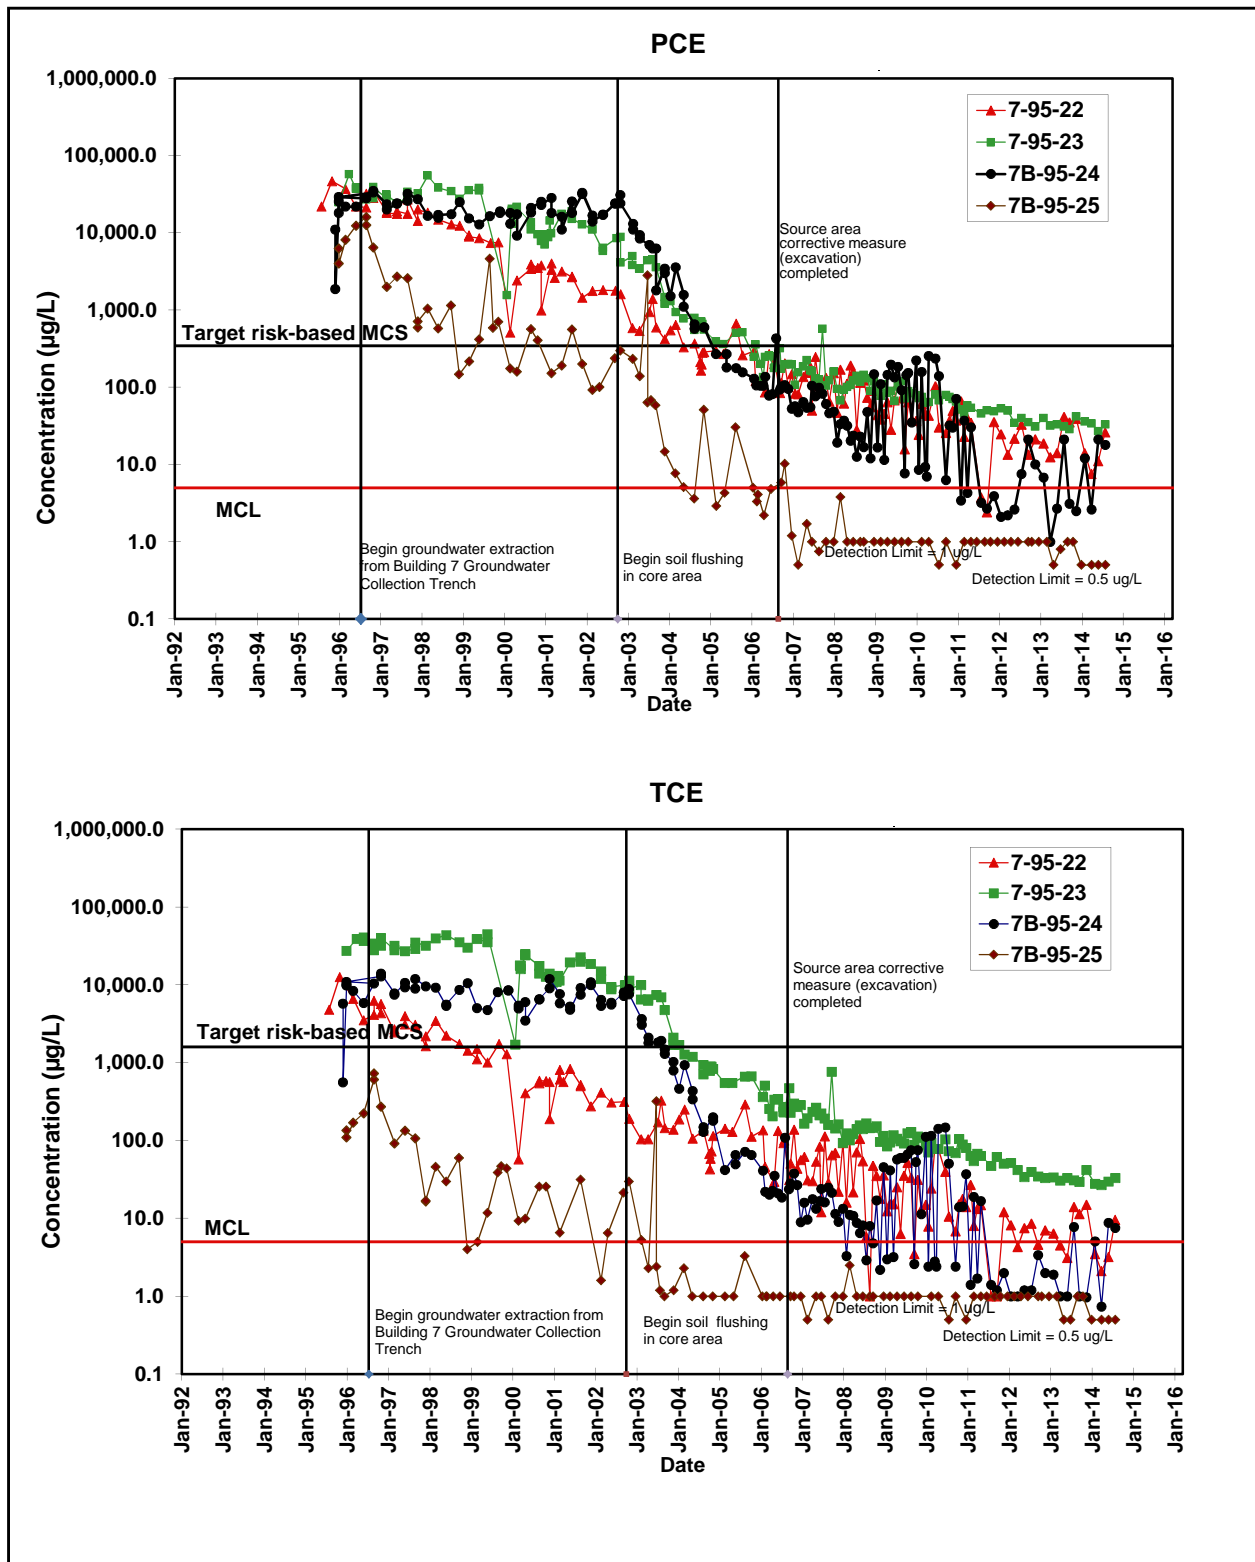 PCE
1,000,000.0
100,000.0
10,000.0
1,000.0
100.0
10.0
1.0
0.1
Concentration (µg/L)
7-95-22
7-95-23
7B-95-24
7B-95-25
Source area
corrective measure
(excavation)
completed
Target risk-based MCS
MCL
Begin groundwater extraction
from Building 7 Groundwater
Collection Trench
Begin soil flushing
in core area
Detection Limit = 1 ug/L
Detection Limit = 0.5 ug/L
Jan-92
Jan-93
Jan-94
Jan-95
Jan-96
Jan-97
Jan-98
Jan-99
Jan-00
Jan-01
Jan-02
Jan-03
Jan-04
Jan-05
Jan-06
Jan-07
Jan-08
Jan-09
Jan-10
Jan-11
Jan-12
Jan-13
Jan-14
Jan-15
Jan-16
Date
TCE
1,000,000.0
100,000.0
10,000.0
1,000.0
100.0
10.0
1.0
0.1
Concentration (µg/L)
7-95-22
7-95-23
7B-95-24
7B-95-25
Source area corrective
measure (excavation)
completed
Target risk-based MCS
MCL
Begin groundwater extraction from
Building 7 Groundwater Collection
Trench
Begin soil flushing
in core area
Detection Limit = 1 ug/L
Detection Limit = 0.5 ug/L
Jan-92
Jan-93
Jan-94
Jan-95
Jan-96
Jan-97
Jan-98
Jan-99
Jan-00
Jan-01
Jan-02
Jan-03
Jan-04
Jan-05
Jan-06
Jan-07
Jan-08
Jan-09
Jan-10
Jan-11
Jan-12
Jan-13
Jan-14
Jan-15
Jan-16
Date